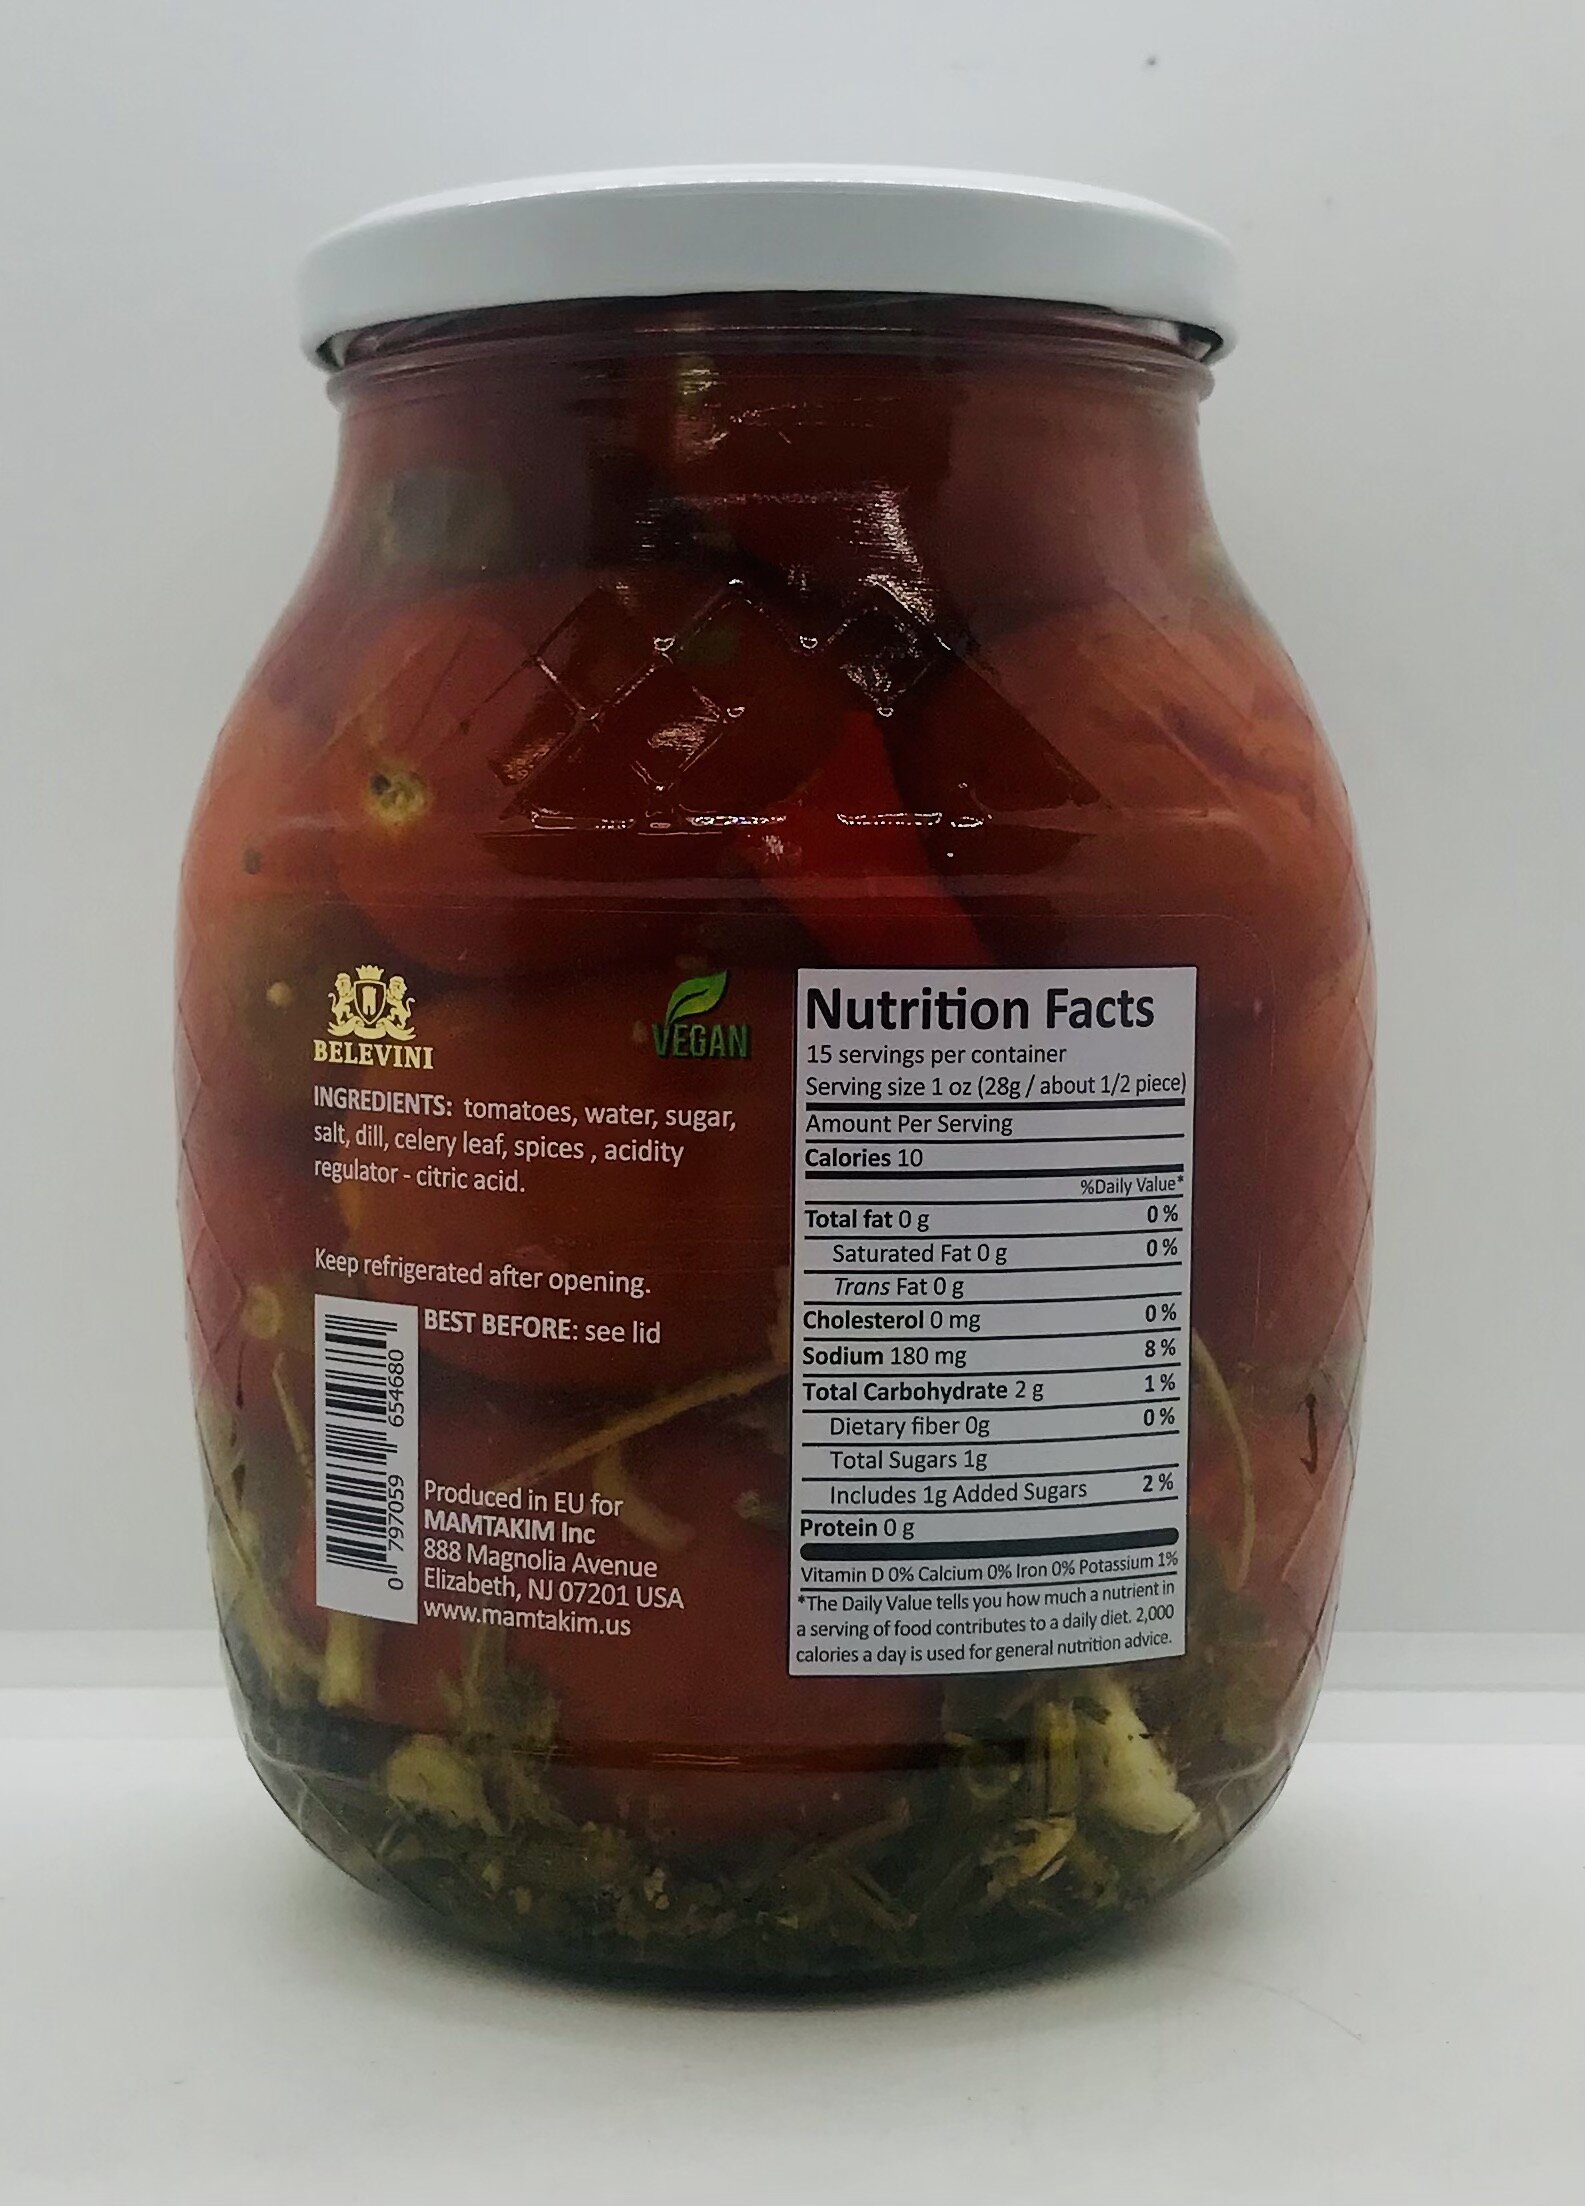 BELEVINI
VEGAN
INGREDIENTS: tomatoes, water, sugar,
salt, dill, celery leaf, spices , acidity
regulator - citric acid.
Keep refrigerated after opening.
BEST BEFORE: see lid
0 797059 654680
Produced in EU for
MAMTAKIM Inc
888 Magnolia Avenue
Elizabeth, NJ 07201 USA
www.mamtakim.us
Nutrition Facts
15 servings per container
Serving size 1 oz (28g / about 1/2 piece)
Amount Per Serving
Calories 10
%Daily Value*
Total fat 0 g 0 %
Saturated Fat 0 g 0 %
Trans Fat 0 g
Cholesterol 0 mg 0 %
Sodium 180 mg 8 %
Total Carbohydrate 2 g 1 %
Dietary fiber 0g 0 %
Total Sugars 1g
Includes 1g Added Sugars 2 %
Protein 0 g
Vitamin D 0% Calcium 0% Iron 0% Potassium 1%
*The Daily Value tells you how much a nutrient in
a serving of food contributes to a daily diet. 2,000
calories a day is used for general nutrition advice.